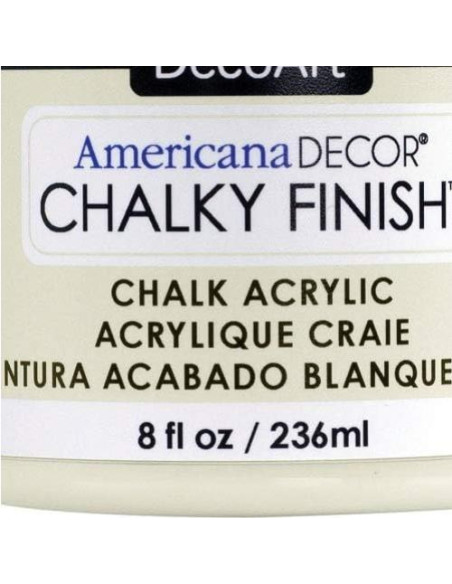 DecoArt
AmericanaDECOR®
CHALKY FINISH
CHALK ACRYLIC
ACRYLIQUE CRAIE
NTURA ACABADO BLANQUE
8 fl oz / 236ml